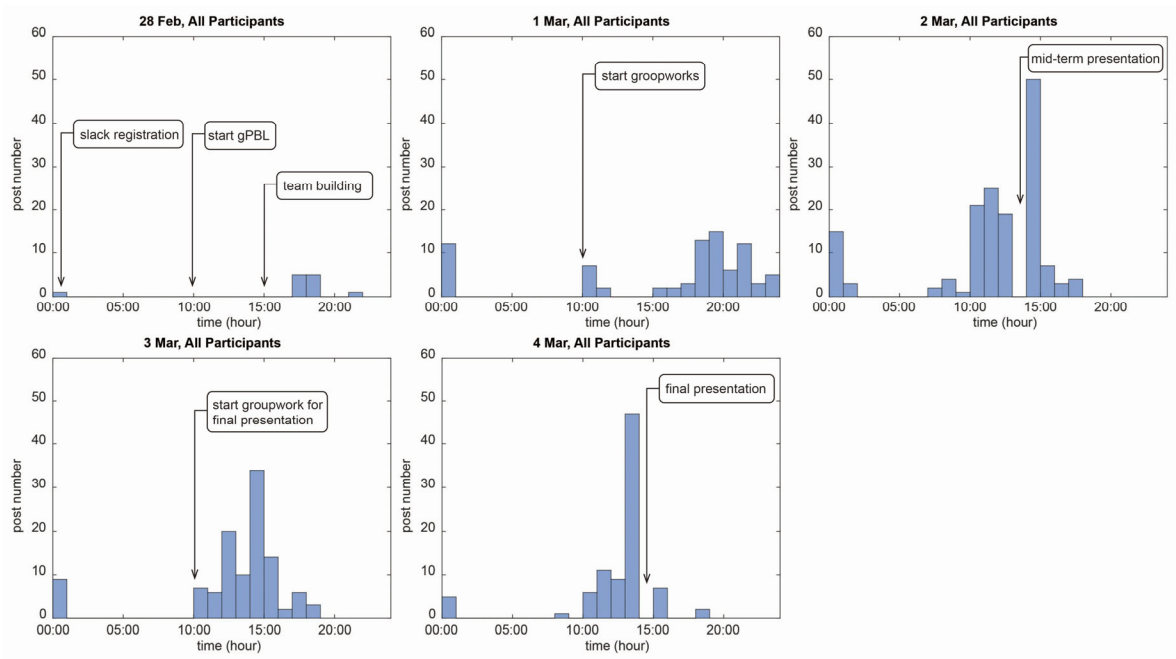 28 Feb, All Participants
60
50
40
30
20
10
0
post number
slack registration
start gPBL
team building
00:00 05:00 10:00 15:00 20:00
time (hour)
1 Mar, All Participants
60
50
40
30
20
10
0
post number
start groopworks
00:00 05:00 10:00 15:00 20:00
time (hour)
2 Mar, All Participants
60
50
40
30
20
10
0
post number
mid-term presentation
00:00 05:00 10:00 15:00 20:00
time (hour)
3 Mar, All Participants
60
50
40
30
20
10
0
post number
start groupwork for
final presentation
00:00 05:00 10:00 15:00 20:00
time (hour)
4 Mar, All Participants
60
50
40
30
20
10
0
post number
final presentation
00:00 05:00 10:00 15:00 20:00
time (hour)